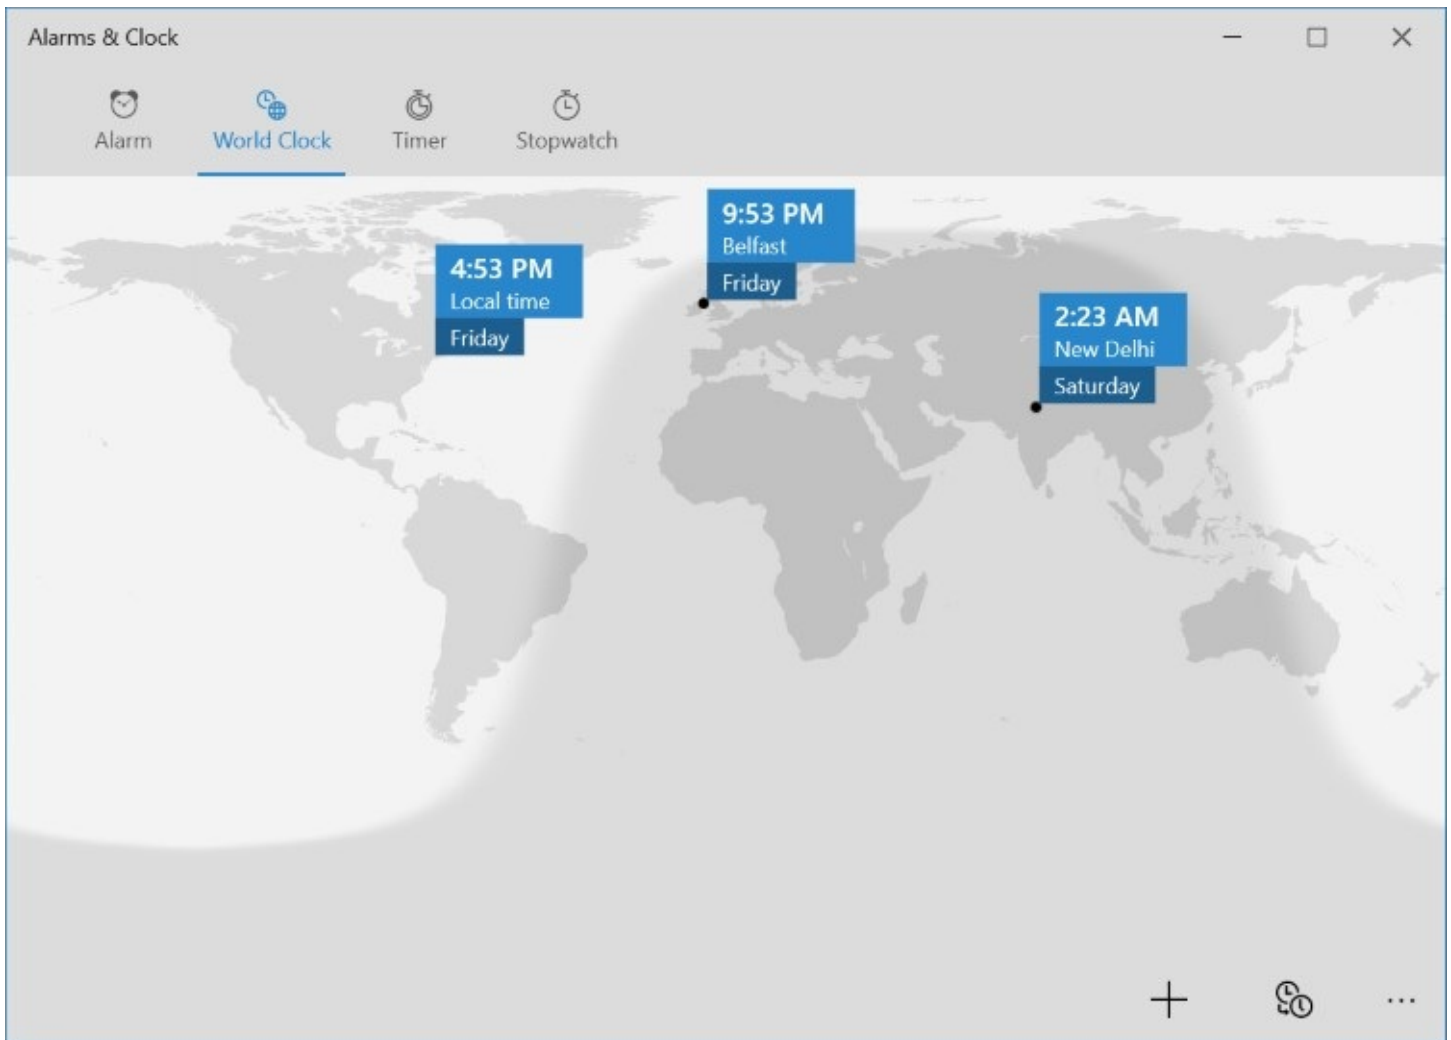 Alarms & Clock
Alarm
World Clock
Timer
Stopwatch
9:53 PM
Belfast
Friday
4:53 PM
Local time
Friday
2:23 AM
New Delhi
Saturday